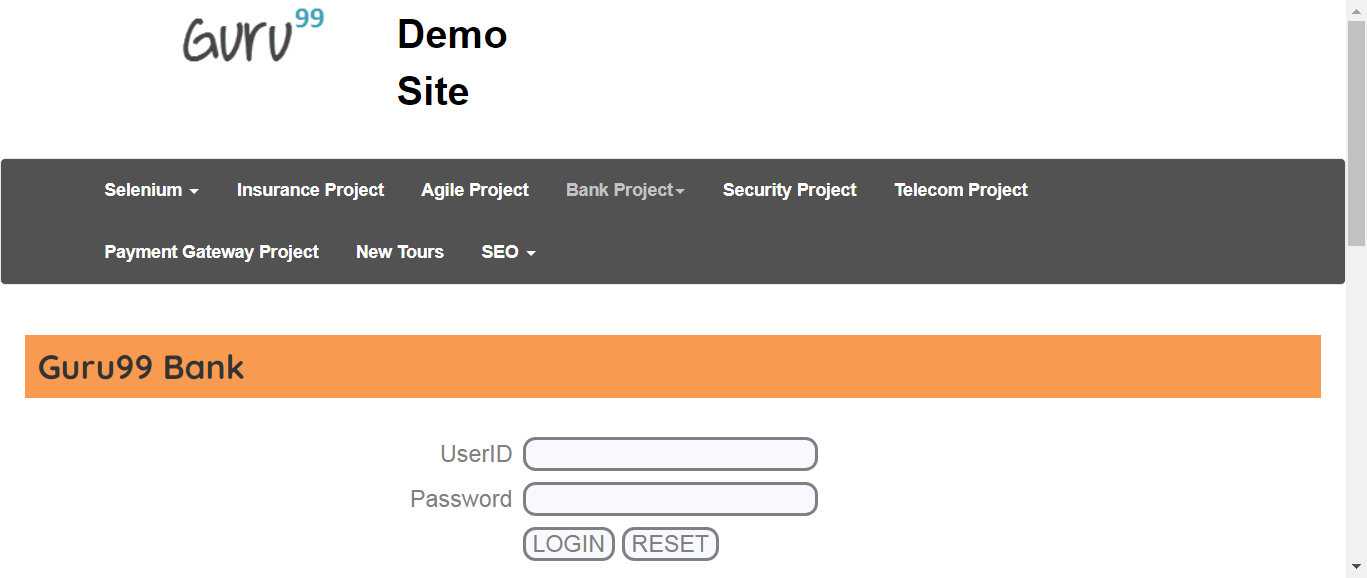 Guru99
Demo
Site
Selenium Insurance Project Agile Project Bank Project Security Project Telecom Project
Payment Gateway Project New Tours SEO
Guru99 Bank
UserID
Password
LOGIN RESET